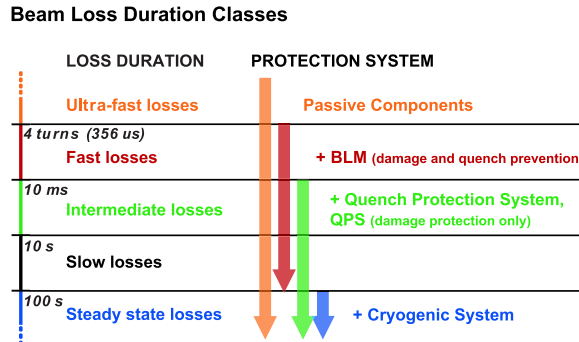 Beam Loss Duration Classes
LOSS DURATION PROTECTION SYSTEM
Ultra-fast losses Passive Components
4 turns (356 us)
Fast losses + BLM (damage and quench prevention
10 ms
Intermediate losses + Quench Protection System,
QPS (damage protection only)
10 s
Slow losses
100 s
Steady state losses + Cryogenic System